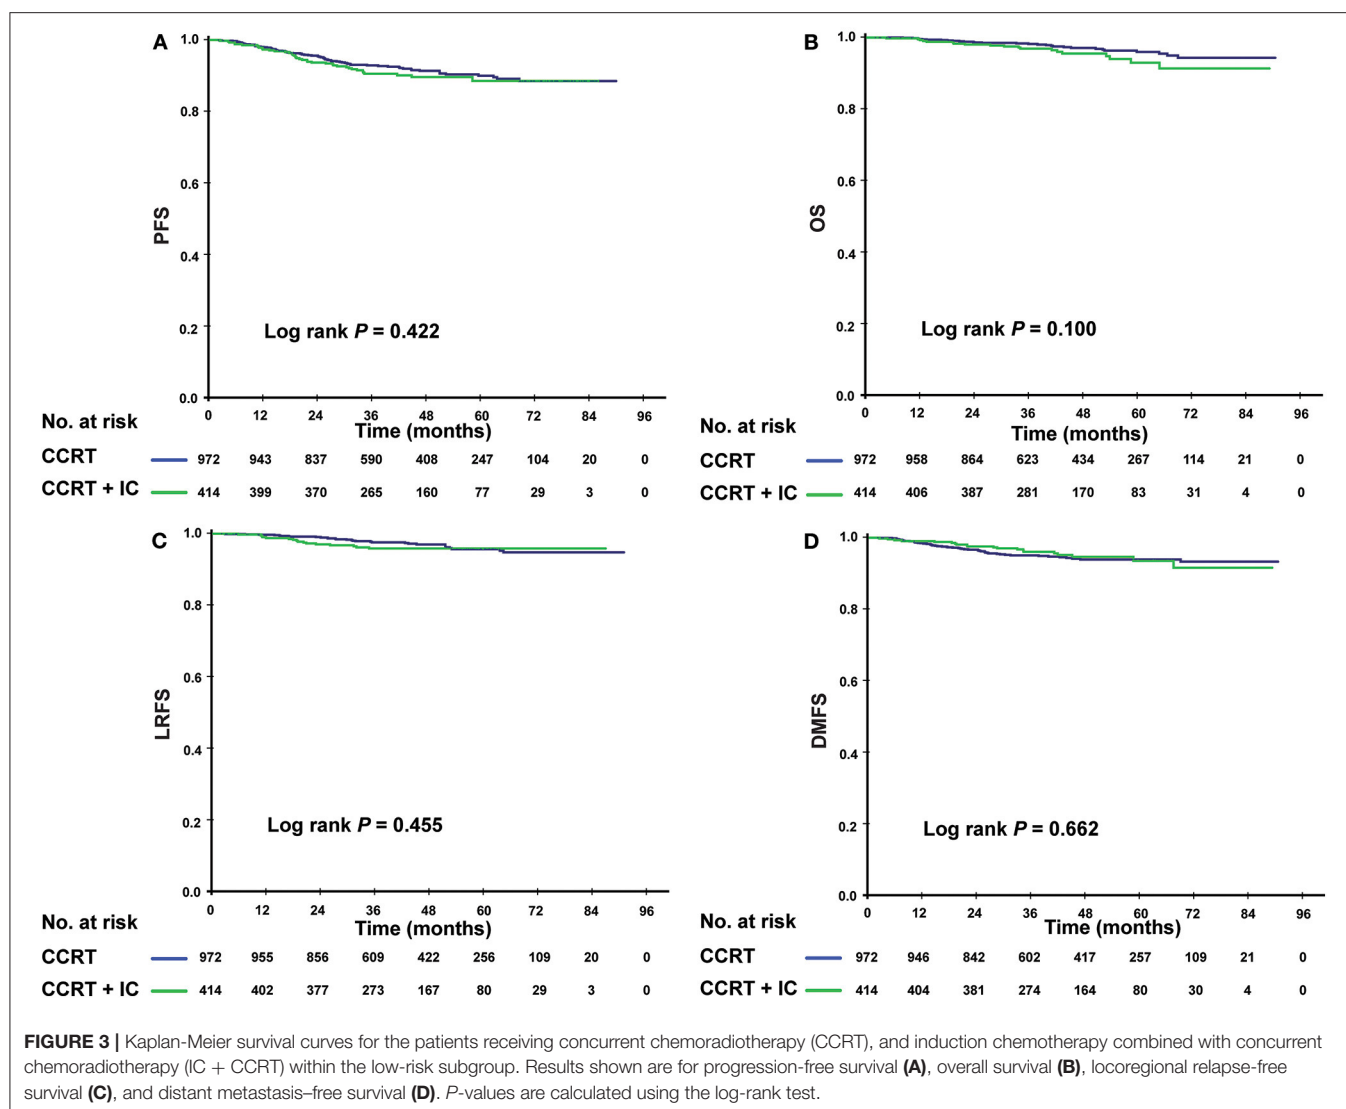 A
1.0
0.8
0.6
0.4
0.2
0.0
PFS
Log rank P = 0.422
0 12 24 36 48 60 72 84 96
Time (months)
No. at risk
CCRT 972 943 837 590 408 247 104 20 0
CCRT + IC 414 399 370 265 160 77 29 3 0
B
1.0
0.8
0.6
0.4
0.2
0.0
OS
Log rank P = 0.100
0 12 24 36 48 60 72 84 96
Time (months)
No. at risk
CCRT 972 958 864 623 434 267 114 21 0
CCRT + IC 414 406 387 281 170 83 31 4 0
C
1.0
0.8
0.6
0.4
0.2
0.0
LRFS
Log rank P = 0.455
0 12 24 36 48 60 72 84 96
Time (months)
No. at risk
CCRT 972 955 856 609 422 256 109 20 0
CCRT + IC 414 402 377 273 167 80 29 3 0
D
1.0
0.8
0.6
0.4
0.2
0.0
DMFS
Log rank P = 0.662
0 12 24 36 48 60 72 84 96
Time (months)
No. at risk
CCRT 972 946 842 602 417 257 109 21 0
CCRT + IC 414 404 381 274 164 80 30 4 0
FIGURE 3 | Kaplan-Meier survival curves for the patients receiving concurrent chemoradiotherapy (CCRT), and induction chemotherapy combined with concurrent
chemoradiotherapy (IC + CCRT) within the low-risk subgroup. Results shown are for progression-free survival (A), overall survival (B), locoregional relapse-free
survival (C), and distant metastasis–free survival (D). P-values are calculated using the log-rank test.